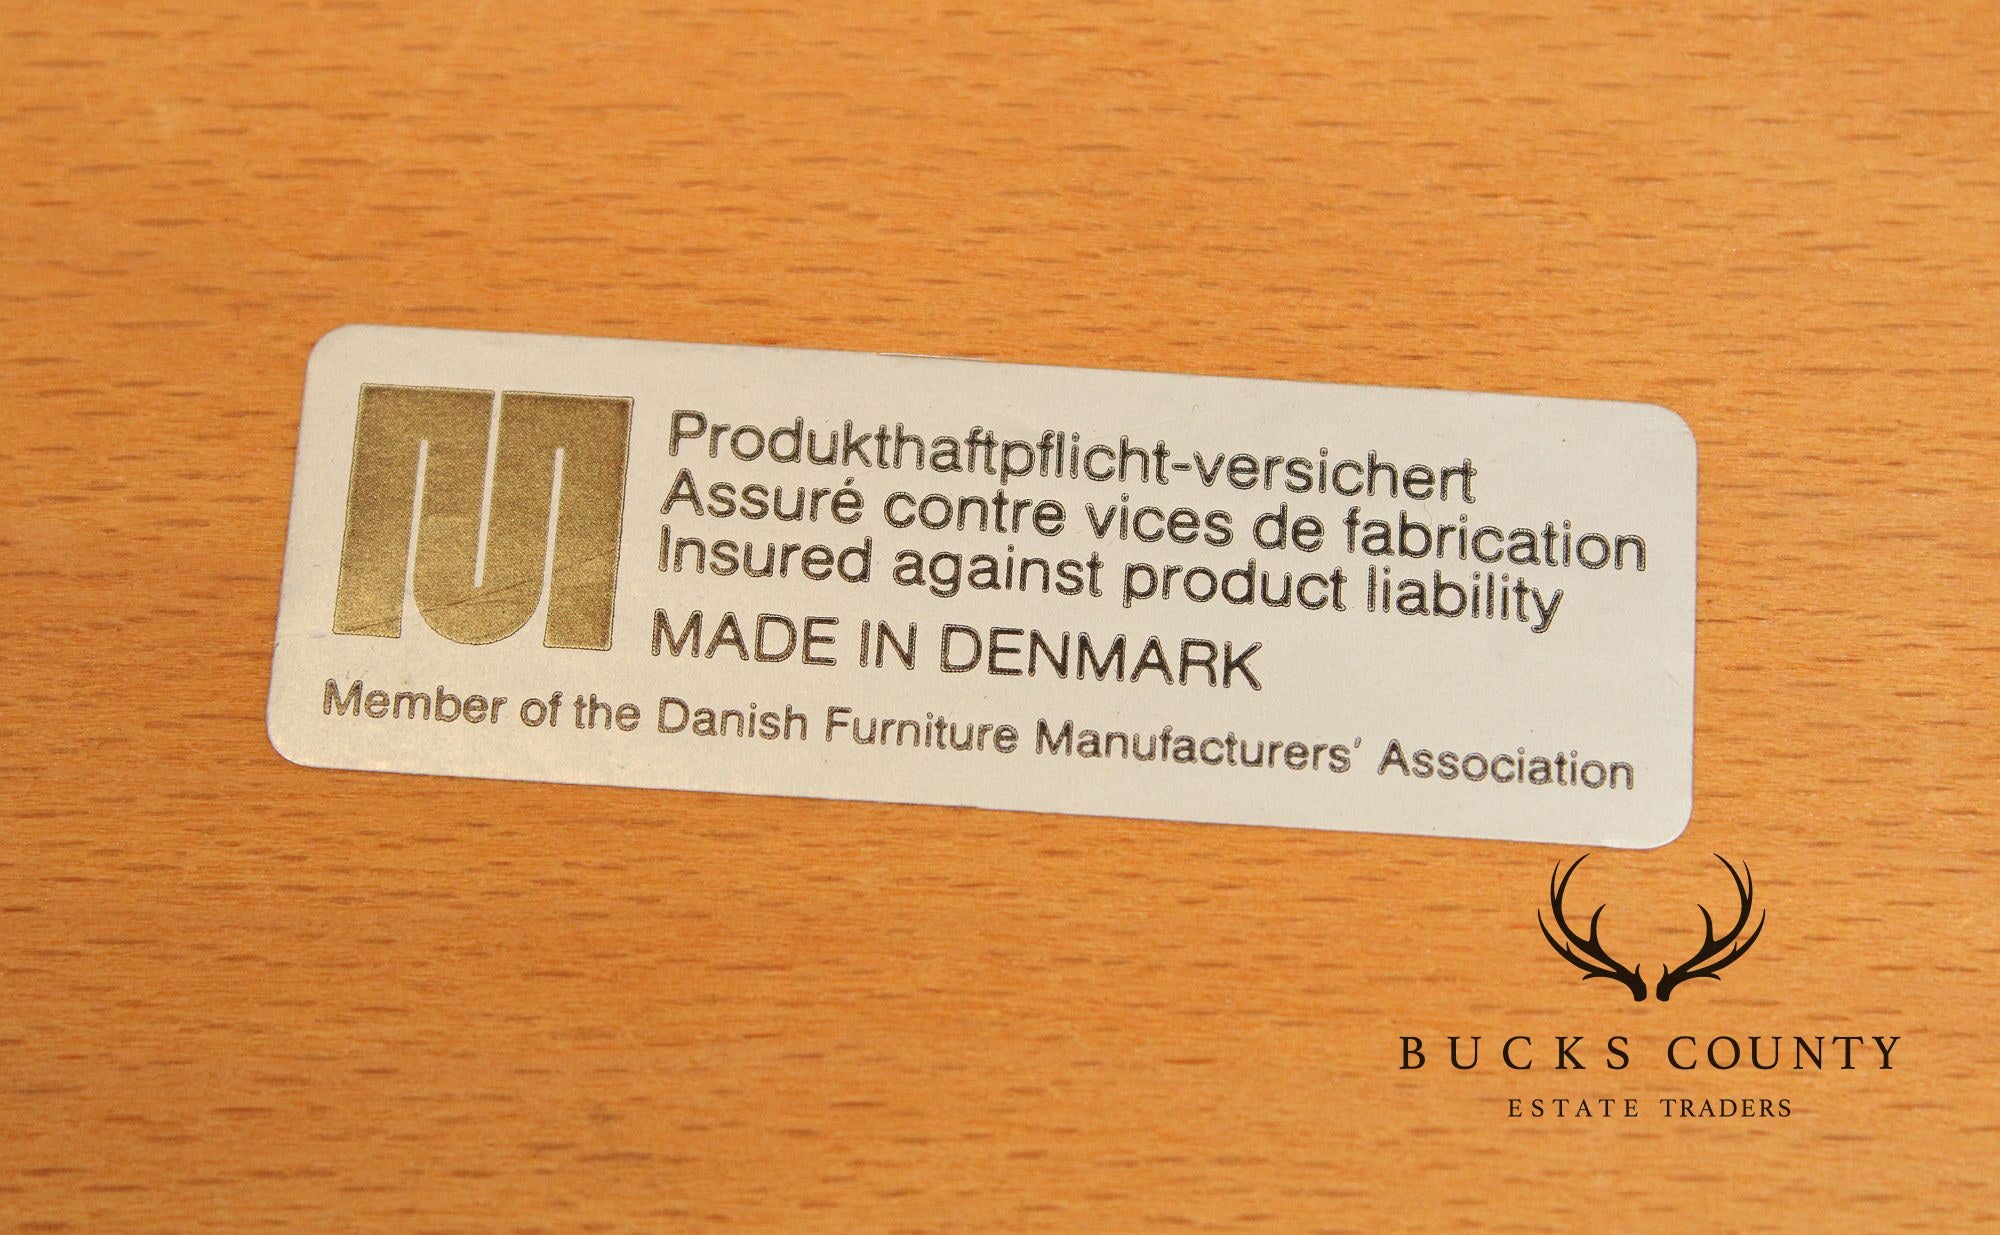 Produkthaftpflicht-versichert
Assuré contre vices de fabrication
Insured against product liability
MADE IN DENMARK
Member of the Danish Furniture Manufacturers' Association
BUCKS COUNTY
ESTATE TRADERS